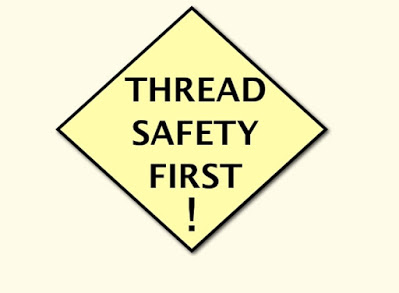 THREAD
SAFETY
FIRST
!